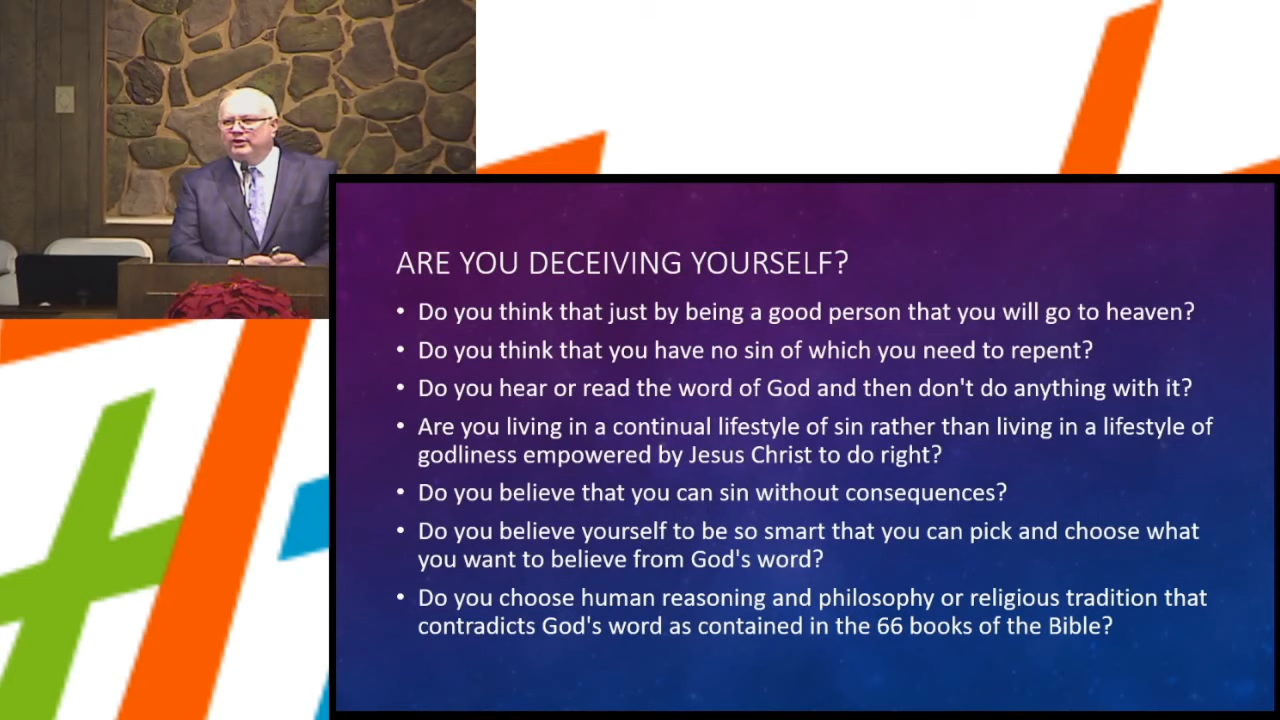 ARE YOU DECEIVING YOURSELF?
• Do you think that just by being a good person that you will go to heaven?
• Do you think that you have no sin of which you need to repent?
• Do you hear or read the word of God and then don't do anything with it?
• Are you living in a continual lifestyle of sin rather than living in a lifestyle of
godliness empowered by Jesus Christ to do right?
• Do you believe that you can sin without consequences?
• Do you believe yourself to be so smart that you can pick and choose what
you want to believe from God's word?
• Do you choose human reasoning and philosophy or religious tradition that
contradicts God's word as contained in the 66 books of the Bible?